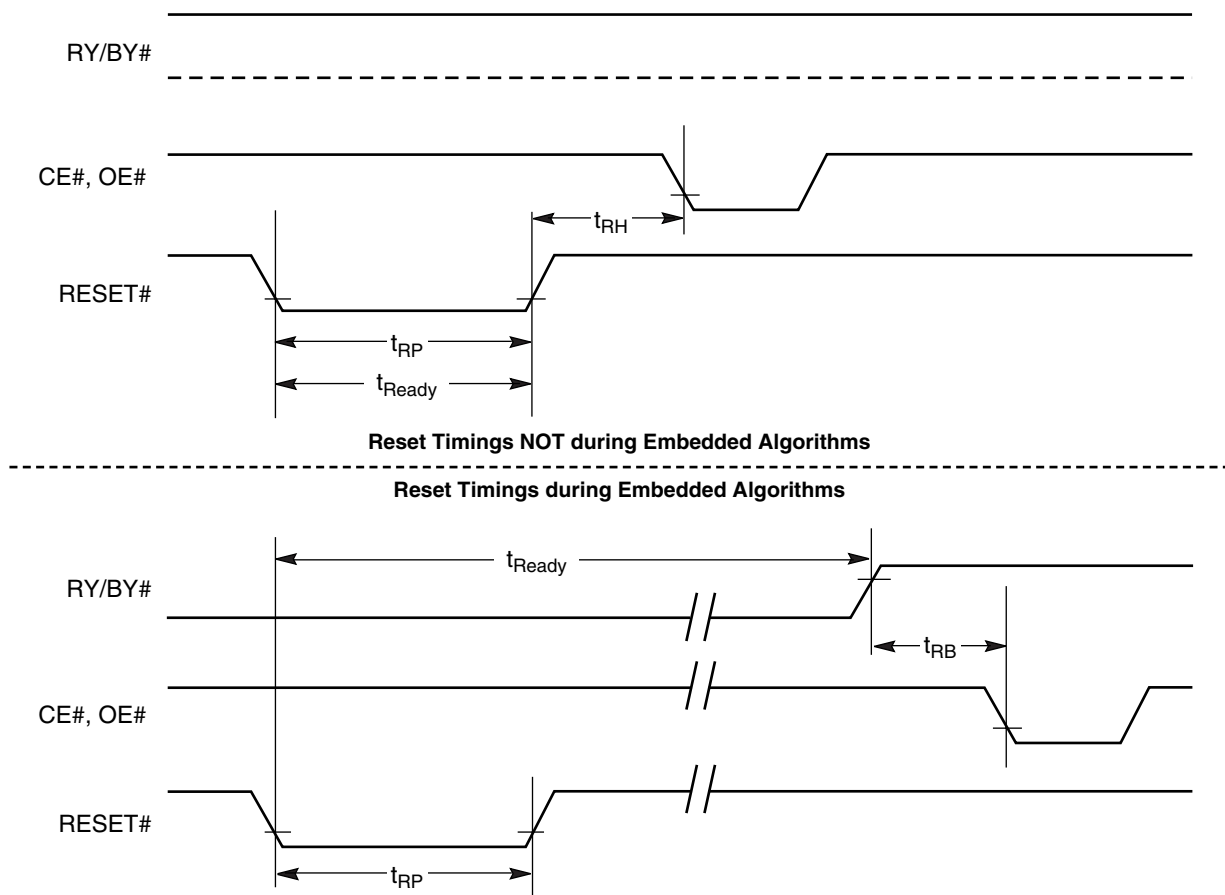 RY/BY#
CE#, OE#
tRH
RESET#
tRP
tReady
Reset Timings NOT during Embedded Algorithms
Reset Timings during Embedded Algorithms
tReady
RY/BY#
tRB
CE#, OE#
RESET#
tRP